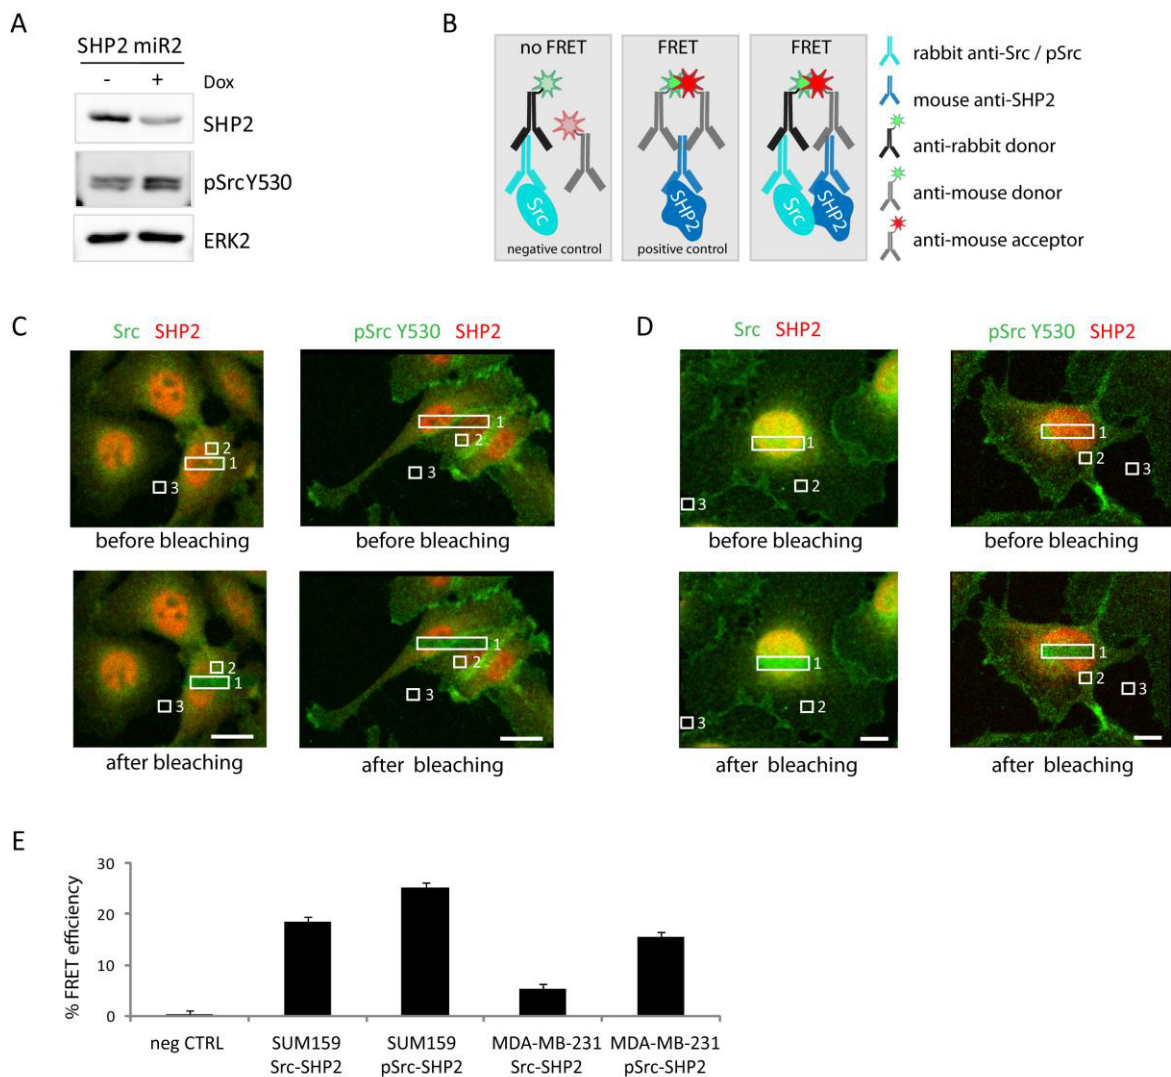 A
SHP2 miR2
- + Dox
SHP2
pSrcY530
ERK2
B
no FRET
Src
negative control
FRET
SHP2
positive control
FRET
Src SHP2
rabbit anti-Src / pSrc
mouse anti-SHP2
anti-rabbit donor
anti-mouse donor
anti-mouse acceptor
C
Src SHP2
2
1
3
before bleaching
2
1
3
after bleaching
pSrc Y530 SHP2
1
2
3
before bleaching
1
2
3
after bleaching
D
Src SHP2
1
2
3
before bleaching
1
2
3
after bleaching
pSrc Y530 SHP2
1
2
3
before bleaching
1
2
3
after bleaching
E
% FRET efficiency
30
20
10
0
neg CTRL
SUM159
Src-SHP2
SUM159
pSrc-SHP2
MDA-MB-231
Src-SHP2
MDA-MB-231
pSrc-SHP2